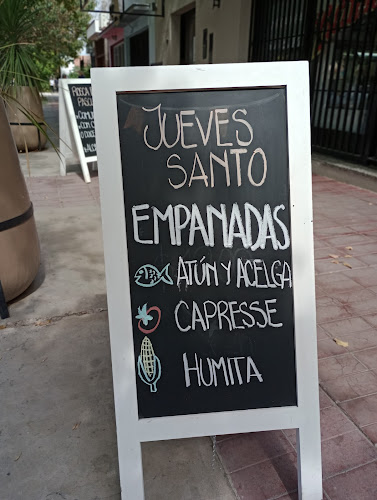 JUEVES
SANTO
EMPANADAS
ATÚN Y ACELGA
CAPRESSE
HUMITA